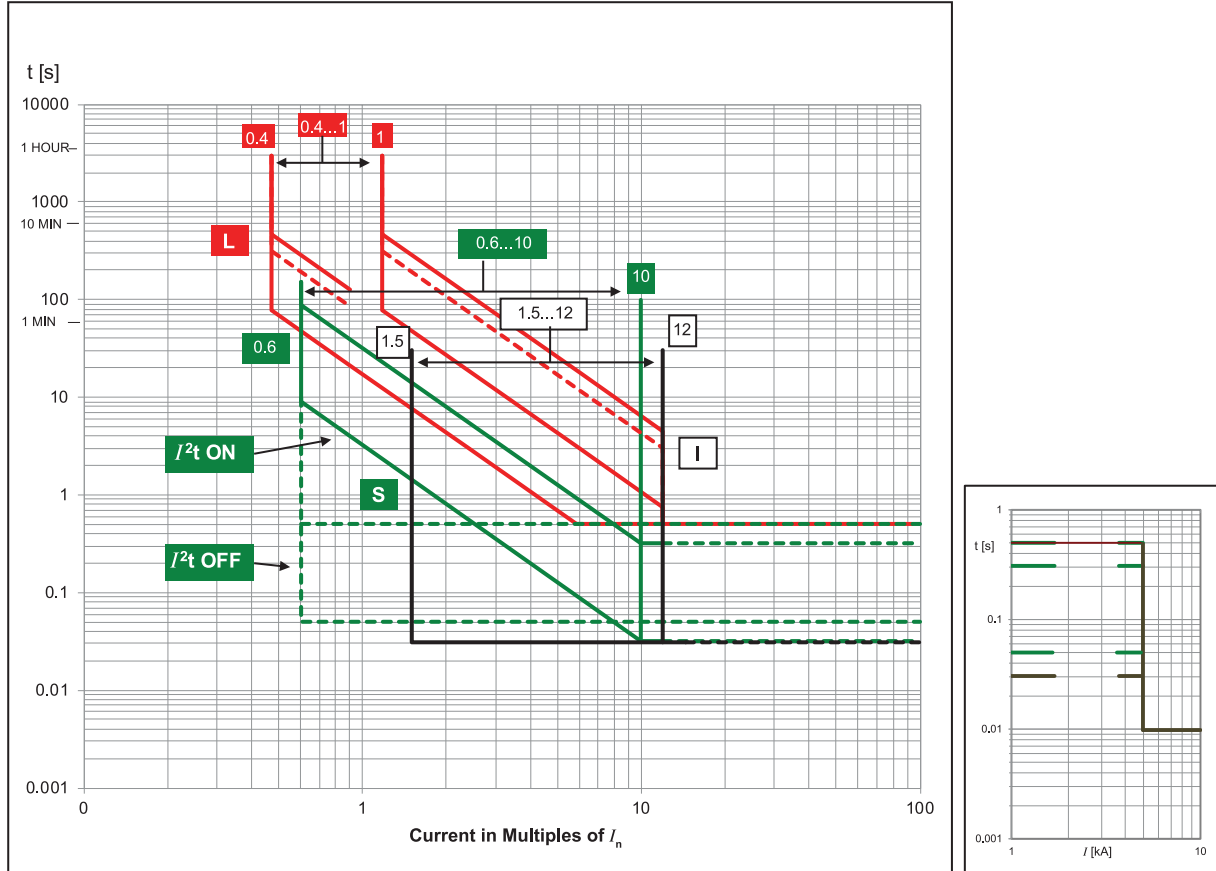 t [s]
10000
0.4
0.4...1
1
1 HOUR
1000
10 MIN
L
0.6...10
10
100
1.5...12
1 MIN
0.6
1.5
12
10
I²t ON
I
1
S
I²t OFF
0.1
0.01
0.001
0
1
10
100
Current in Multiples of Iₙ
1
t [s]
0.1
0.01
0.001
1
I [kA]
10